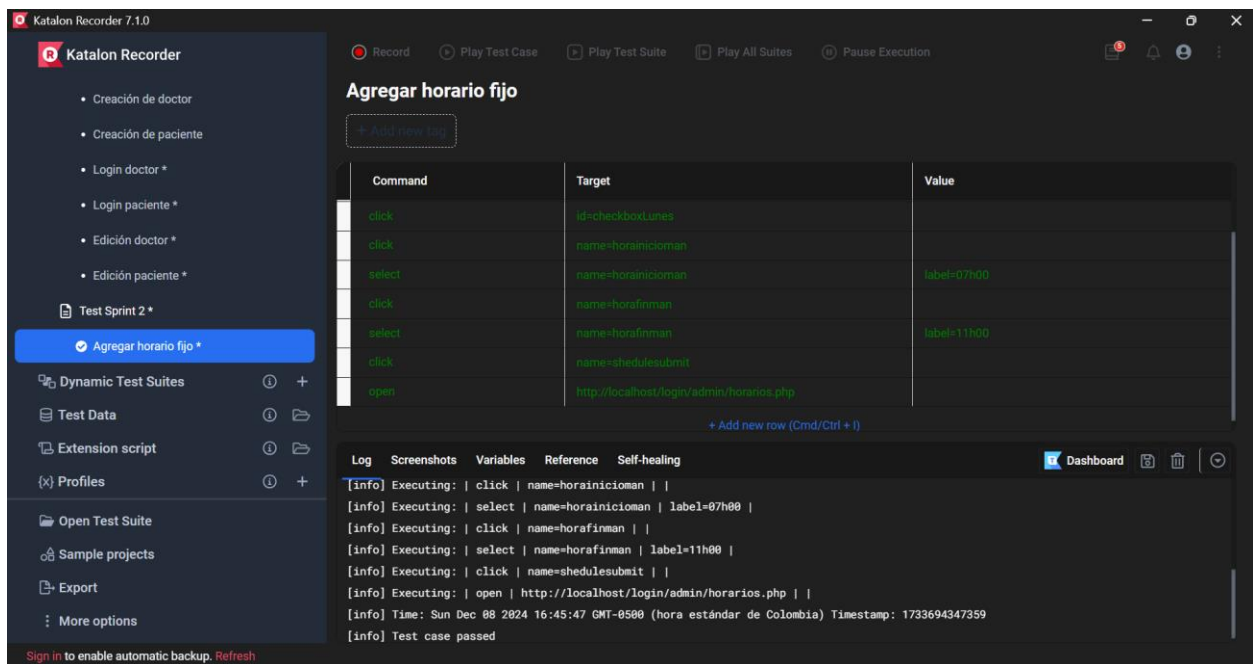 Katalon Recorder 7.1.0
Katalon Recorder
Creación de doctor
Creación de paciente
Login doctor *
Login paciente *
Edición doctor *
Edición paciente *
Test Sprint 2 *
Agregar horario fijo *
Dynamic Test Suites
Test Data
Extension script
{x} Profiles
Open Test Suite
Sample projects
Export
More options
Sign in to enable automatic backup. Refresh
Record Play Test Case Play Test Suite Play All Suites Pause Execution
Agregar horario fijo
+ Add new tag
Command Target Value
click id=checkboxLunes
click name=horainicioman
select name=horainicioman label=07h00
click name=horafinman
select name=horafinman label=11h00
click name=shedulesubmit
open http://localhost/login/admin/horarios.php
+ Add new row (Cmd/Ctrl + I)
Log Screenshots Variables Reference Self-healing Dashboard
[info] Executing: | click | name=horainicioman | |
[info] Executing: | select | name=horainicioman | label=07h00 |
[info] Executing: | click | name=horafinman | |
[info] Executing: | select | name=horafinman | label=11h00 |
[info] Executing: | click | name=shedulesubmit | |
[info] Executing: | open | http://localhost/login/admin/horarios.php | |
[info] Time: Sun Dec 08 2024 16:45:47 GMT-0500 (hora estándar de Colombia) Timestamp: 1733694347359
[info] Test case passed